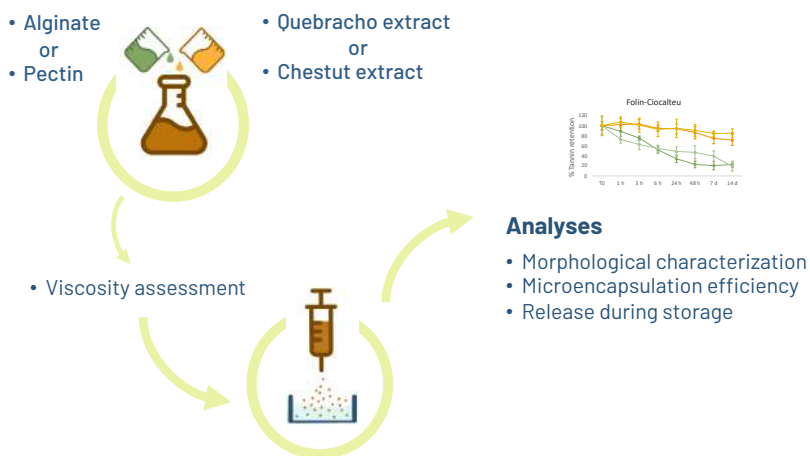 • Alginate
or
• Pectin
• Quebracho extract
or
• Chestut extract
Folin-Ciocalteu
% Tannin retention
120
100
80
60
40
20
0
T0 1 h 3 h 6 h 24 h 48 h 7 d 14 d
Analyses
• Morphological characterization
• Microencapsulation efficiency
• Release during storage
• Viscosity assessment